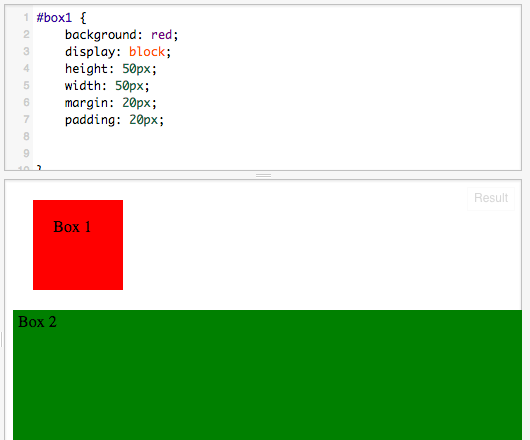 1 #box1 {
2     background: red;
3     display: block;
4     height: 50px;
5     width: 50px;
6     margin: 20px;
7     padding: 20px;
8
9
10 }
Result
Box 1
Box 2